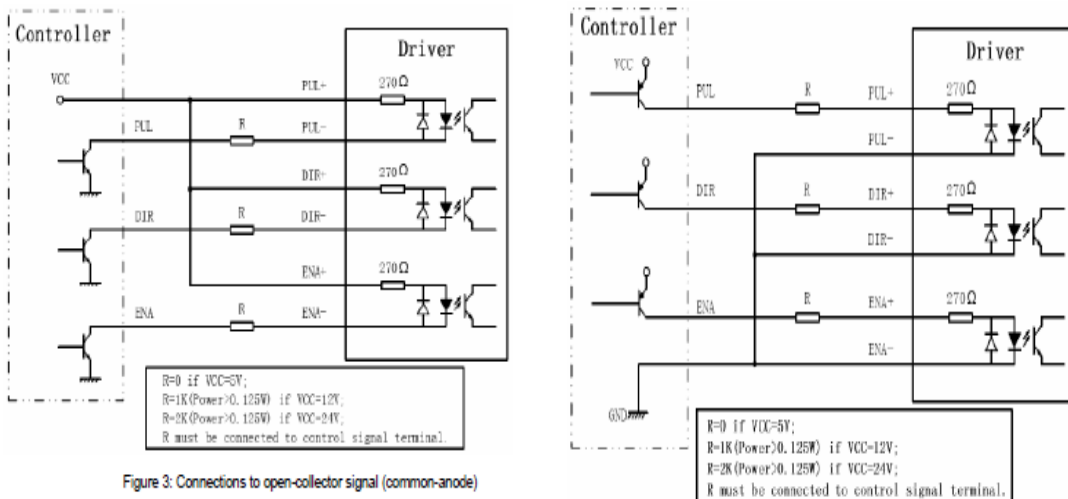 Controller
VCC
PUL
R
DIR
R
ENA
R
Driver
PUL+
270Ω
PUL-
DIR+
270Ω
DIR-
ENA+
270Ω
ENA-
R=0 if VCC=5V;
R=1K(Power>0.125W) if VCC=12V;
R=2K(Power>0.125W) if VCC=24V;
R must be connected to control signal terminal.
Figure 3: Connections to open-collector signal (common-anode)
Controller
VCC
PUL
R
DIR
R
ENA
R
GND
Driver
PUL+
270Ω
PUL-
DIR+
270Ω
DIR-
ENA+
270Ω
ENA-
R=0 if VCC=5V;
R=1K(Power>0.125W) if VCC=12V;
R=2K(Power>0.125W) if VCC=24V;
R must be connected to control signal terminal.